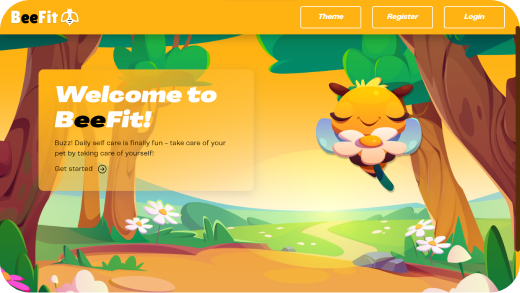 BeeFit
Theme
Register
Login
Welcome to
BeeFit!
Buzz! Daily self care is finally fun - take care of your
pet by taking care of yourself!
Get started